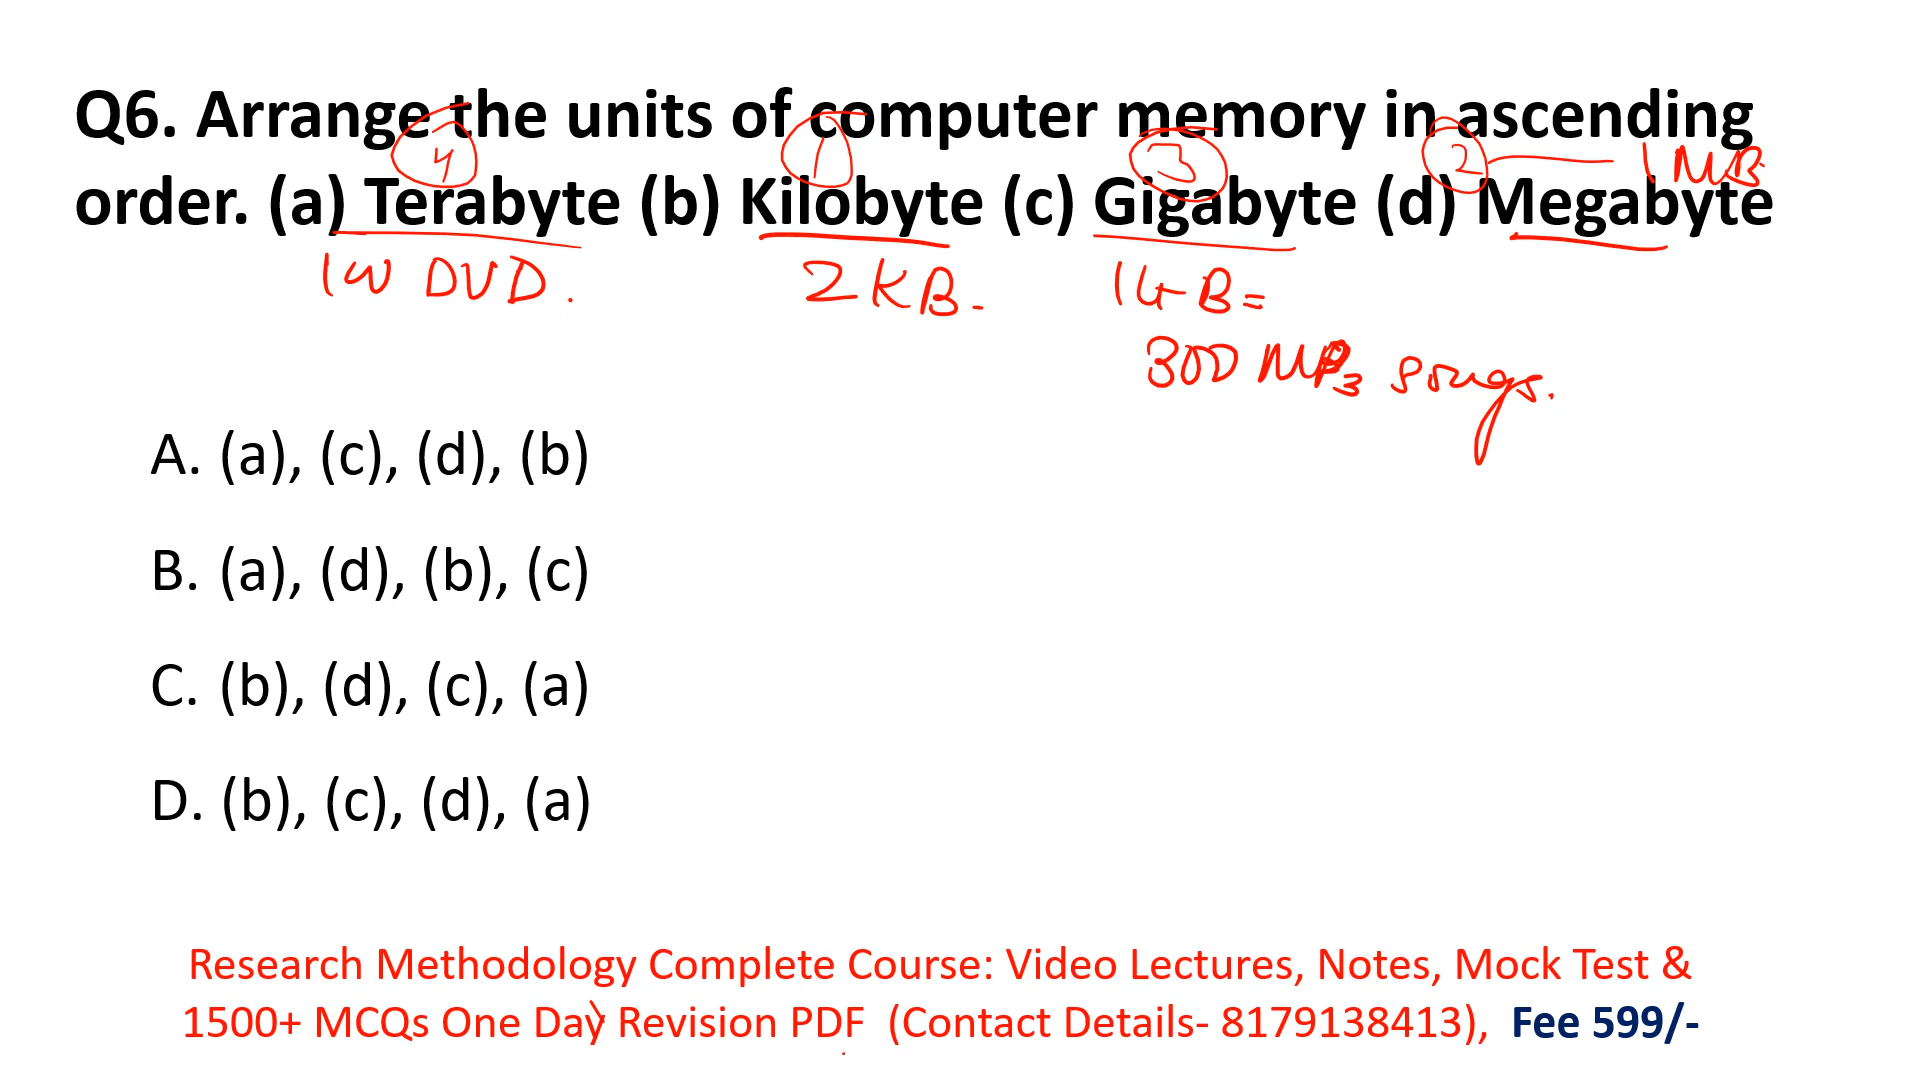 Q6. Arrange the units of computer memory in ascending
4 1 3 2 1 MB
order. (a) Terabyte (b) Kilobyte (c) Gigabyte (d) Megabyte
DVD. 2KB. B =
300 MP3 songs.
A. (a), (c), (d), (b)
B. (a), (d), (b), (c)
C. (b), (d), (c), (a)
D. (b), (c), (d), (a)
Research Methodology Complete Course: Video Lectures, Notes, Mock Test &
1500+ MCQs One Day Revision PDF (Contact Details- 8179138413), Fee 599/-